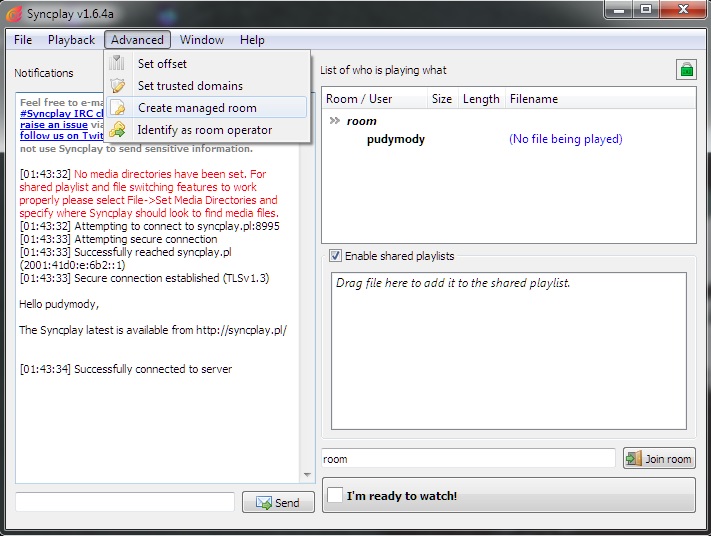 Syncplay v1.6.4a
File Playback Advanced Window Help
Set offset
Set trusted domains
Create managed room
Identify as room operator
Notifications
Feel free to e-ma
#Syncplay IRC cl
raise an issue via
follow us on Twit
not use Syncplay to send sensitive information.
[01:43:32] No media directories have been set. For
shared playlist and file switching features to work
properly please select File->Set Media Directories and
specify where Syncplay should look to find media files.
[01:43:32] Attempting to connect to syncplay.pl:8995
[01:43:33] Attempting secure connection
[01:43:33] Successfully reached syncplay.pl
(2001:41d0:e:6b2::1)
[01:43:33] Secure connection established (TLSv1.3)
Hello pudymody,
The Syncplay latest is available from http://syncplay.pl/
[01:43:34] Successfully connected to server
Send
List of who is playing what
Room / User Size Length Filename
room
pudymody (No file being played)
Enable shared playlists
Drag file here to add it to the shared playlist.
room
Join room
I'm ready to watch!